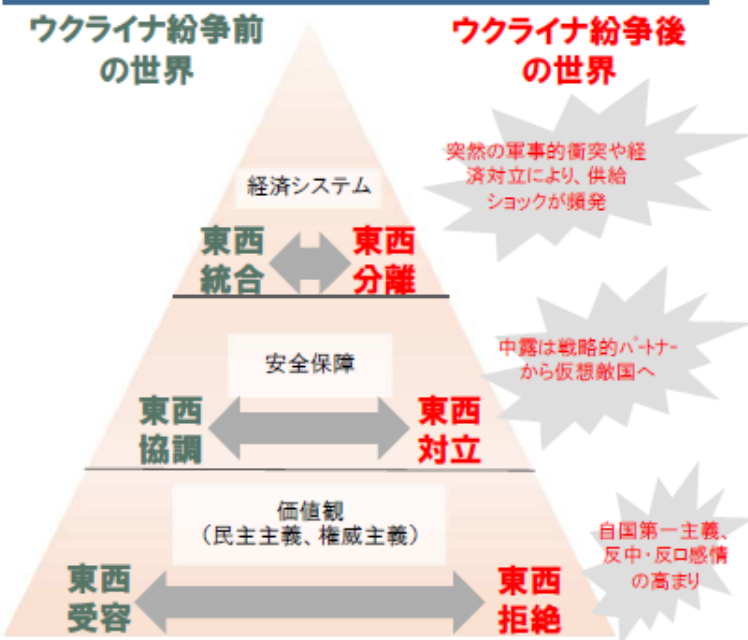 ウクライナ紛争前
の世界
ウクライナ紛争後
の世界
経済システム
東西
統合
東西
分離
突然の軍事的衝突や経
済対立により、供給
ショックが頻発
安全保障
東西
協調
東西
対立
中露は戦略的パートナー
から仮想敵国へ
価値観
(民主主義、権威主義)
東西
受容
東西
拒絶
自国第一主義、
反中・反ロ感情
の高まり